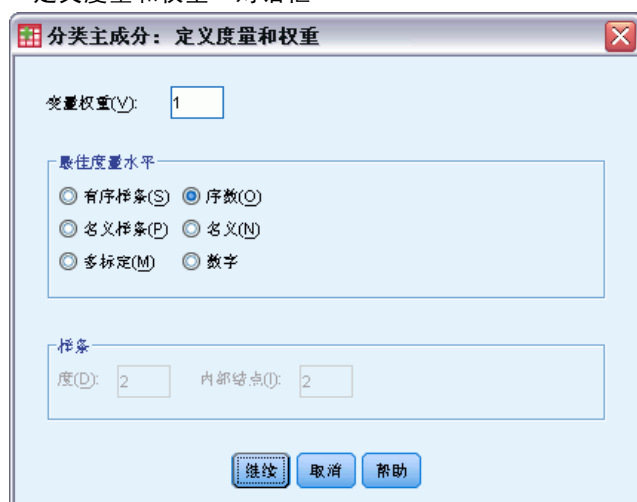 分类主成分：定义度量和权重
变量权重(V): 1
最佳度量水平
有序样条(S) 序数(O)
名义样条(P) 名义(N)
多标定(M) 数字
样条
度(D): 2 内部结点(I): 2
继续 取消 帮助